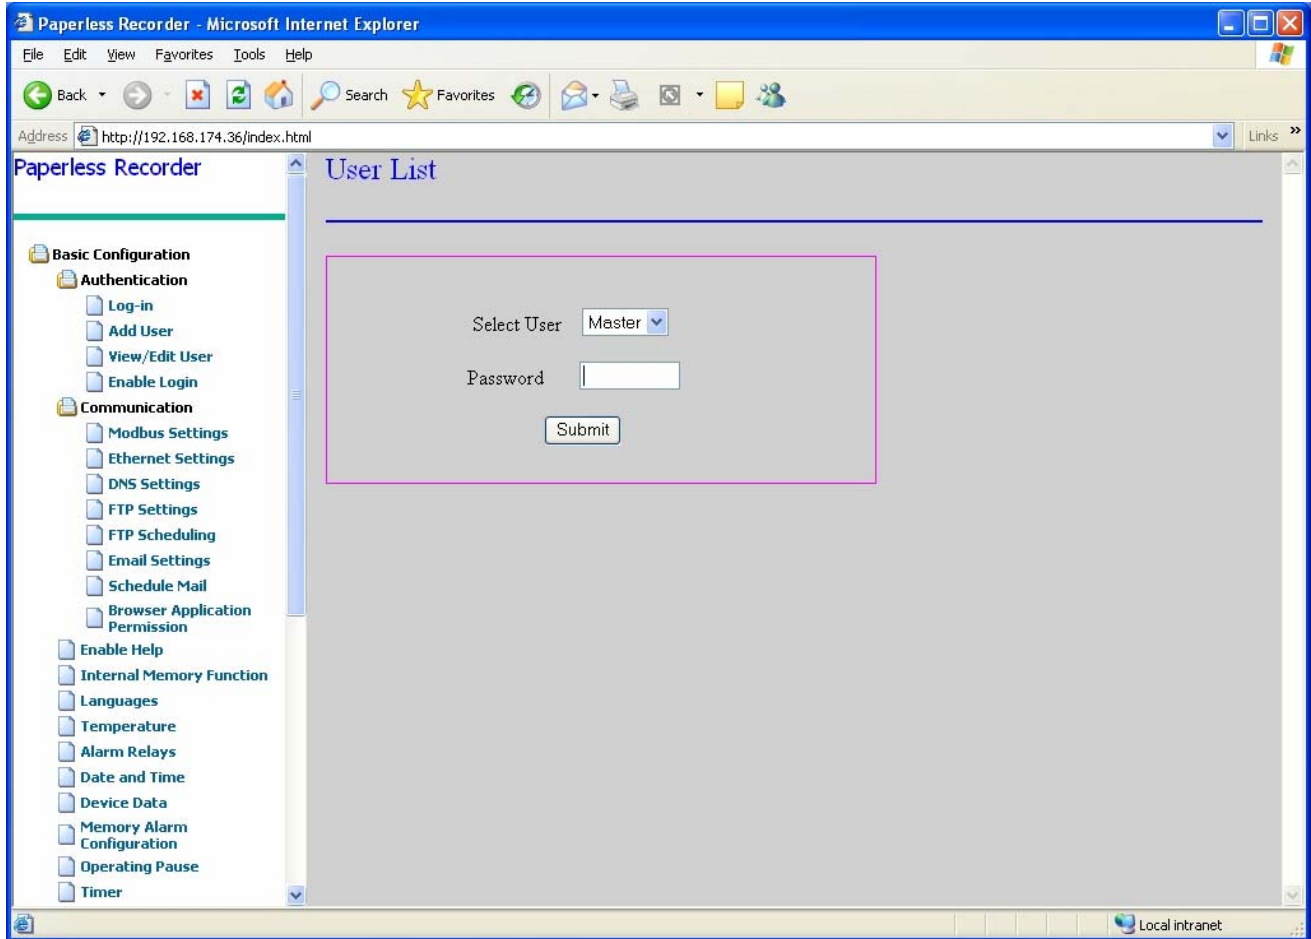 Paperless Recorder - Microsoft Internet Explorer
File Edit View Favorites Tools Help
Back Search Favorites
Address http://192.168.174.36/index.html Links »
Paperless Recorder
Basic Configuration
Authentication
Log-in
Add User
View/Edit User
Enable Login
Communication
Modbus Settings
Ethernet Settings
DNS Settings
FTP Settings
FTP Scheduling
Email Settings
Schedule Mail
Browser Application
Permission
Enable Help
Internal Memory Function
Languages
Temperature
Alarm Relays
Date and Time
Device Data
Memory Alarm
Configuration
Operating Pause
Timer
User List
Select User Master
Password
Submit
Local intranet